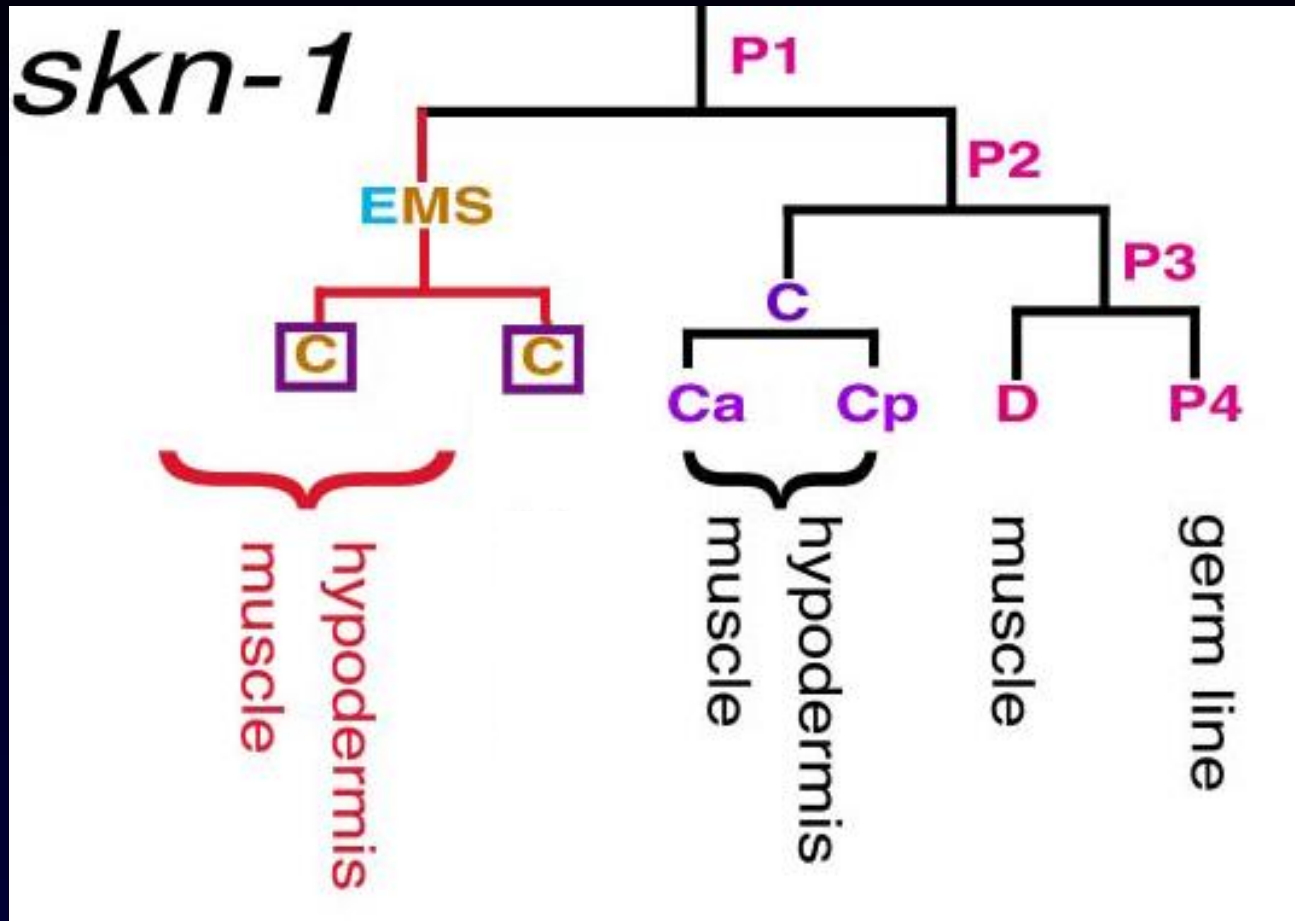 skn-1
P1
P2
EMS
P3
C
C
C
Ca
Cp
D
P4
muscle
hypodermis
muscle
hypodermis
muscle
germ line